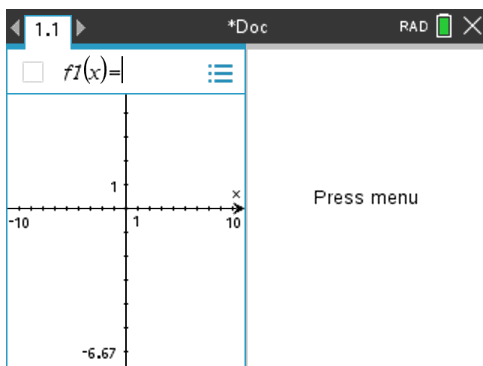 1.1 *Doc RAD
f1(x)=
1 x
-10 1 10
-6.67
Press menu